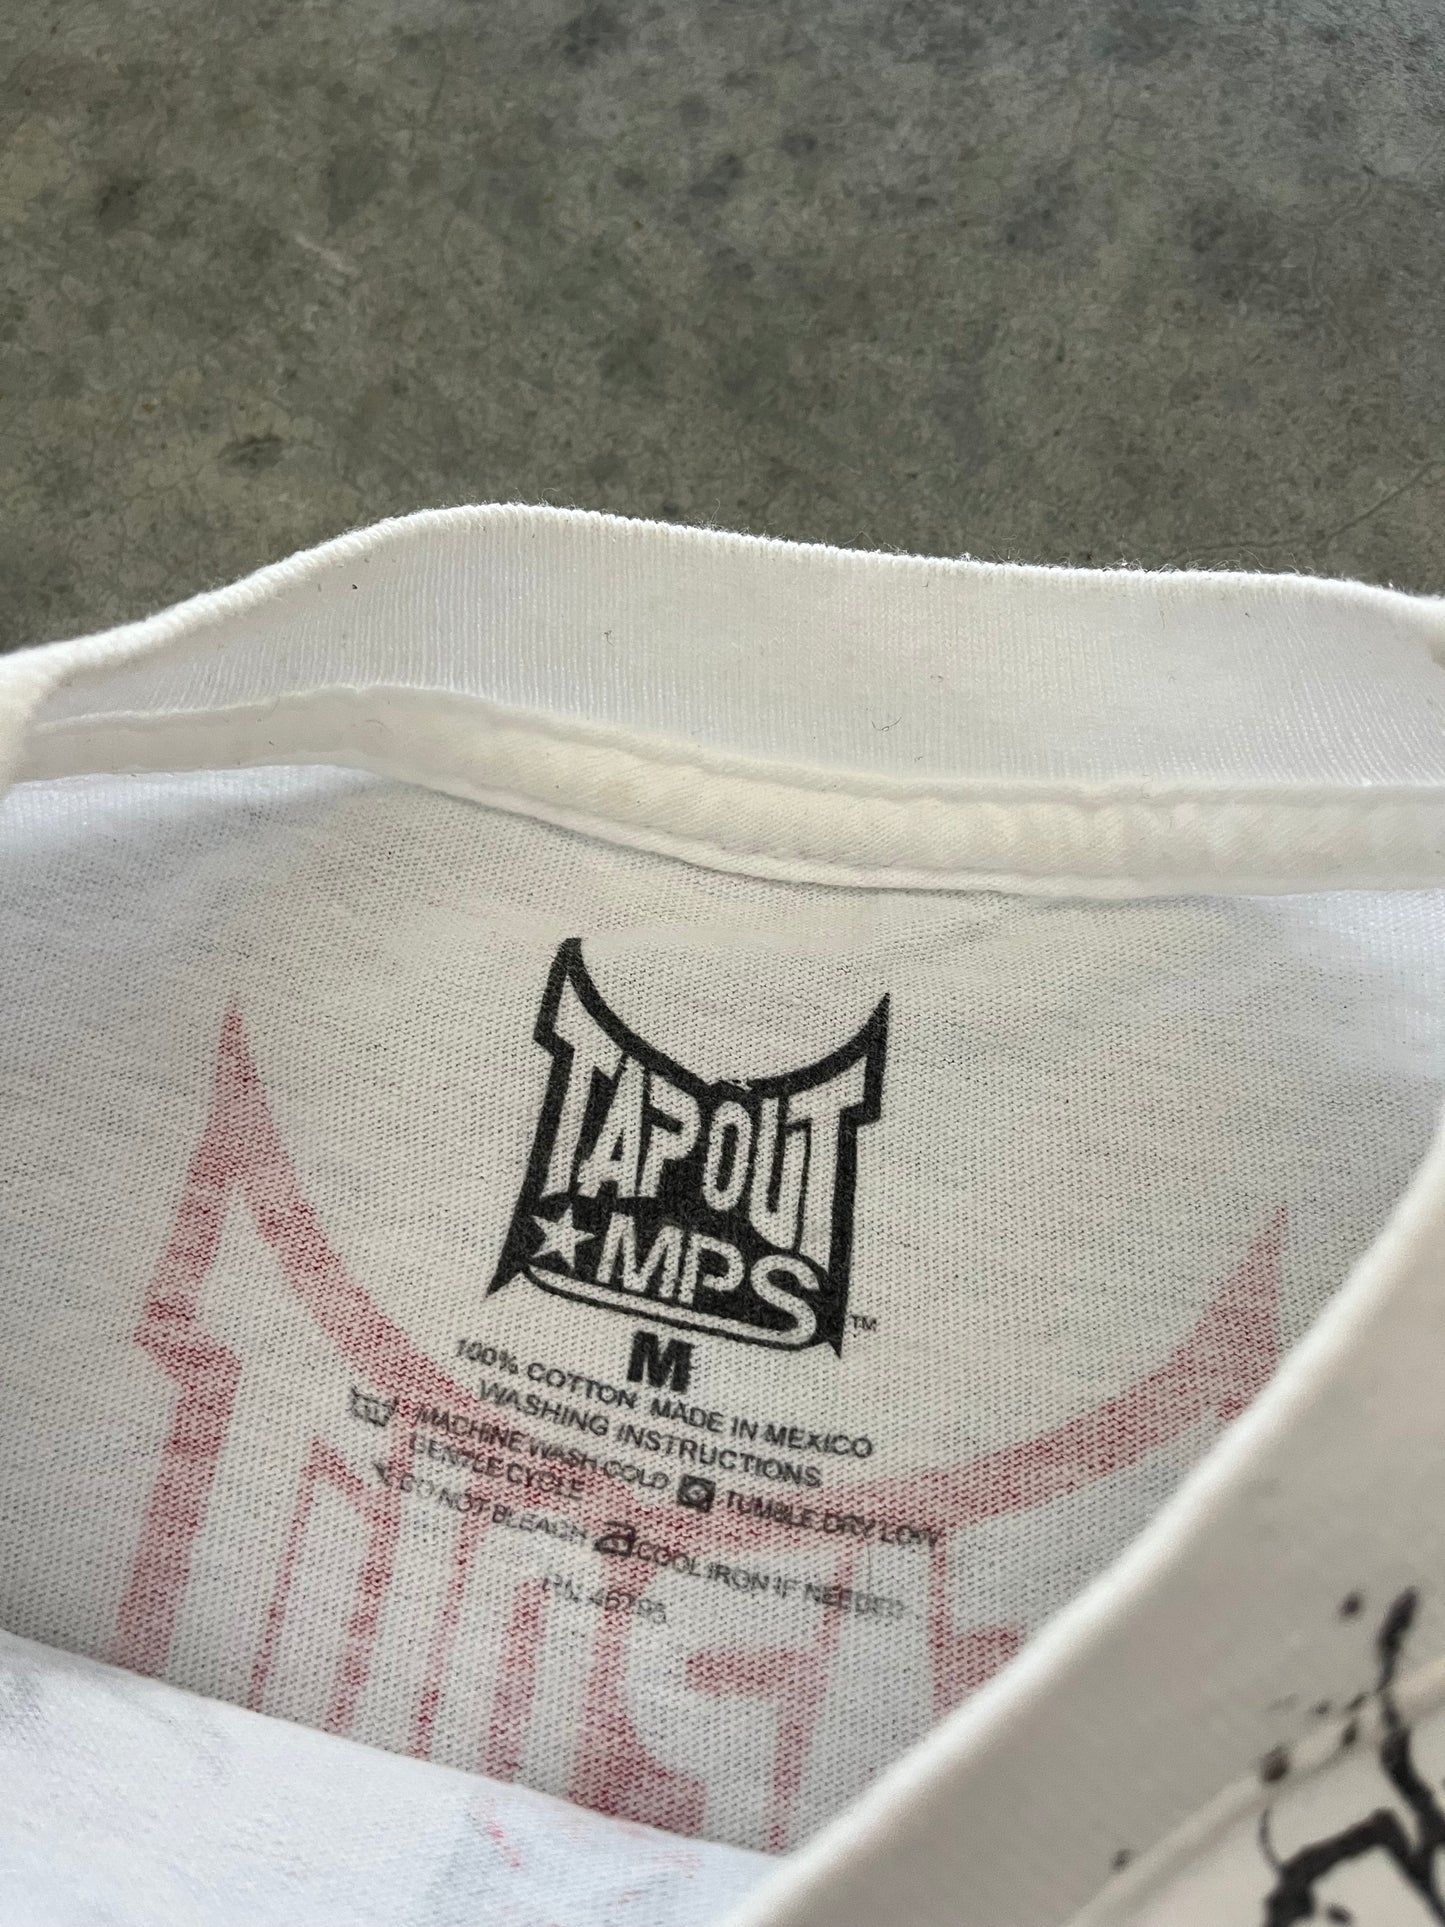 TAPOUT
MPS
TM
M
100% COTTON MADE IN MEXICO
WASHING INSTRUCTIONS
MACHINE WASH COLD TUMBLE DRY LOW
GENTLE CYCLE
DO NOT BLEACH COOL IRON IF NEEDED